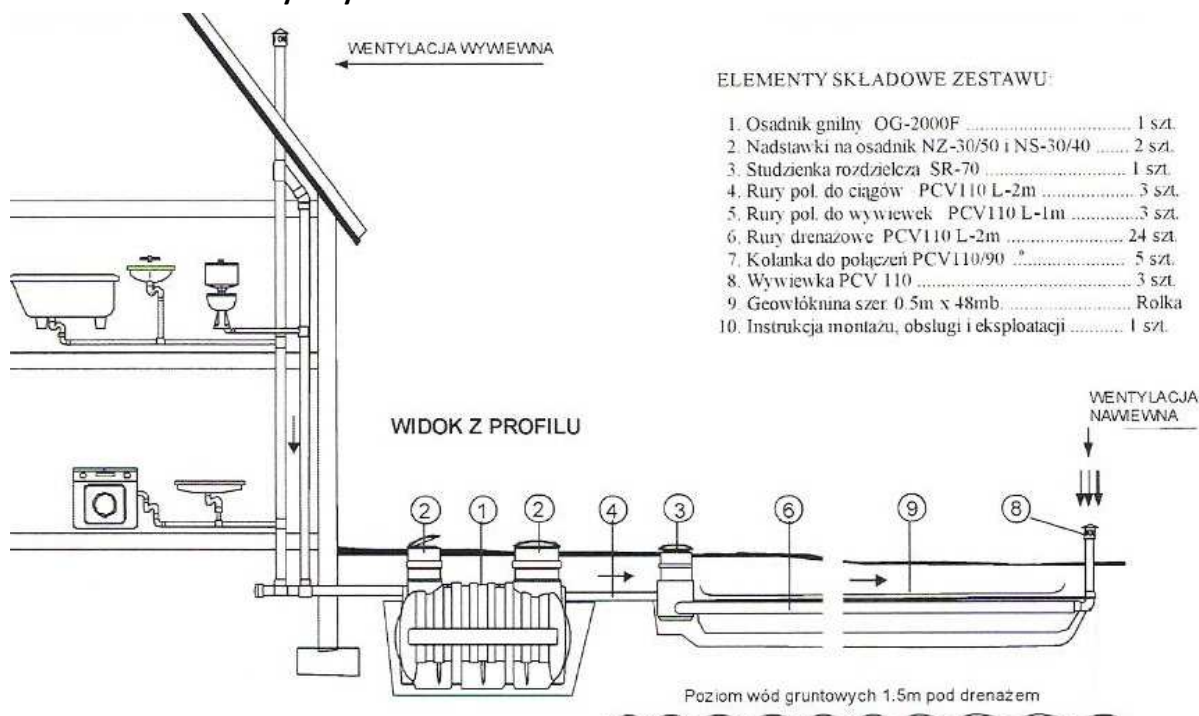 WENTYLACJA WYWIEWNA
ELEMENTY SKŁADOWE ZESTAWU:
1. Osadnik gnilny OG-2000F ................................ 1 szt.
2. Nadstawki na osadnik NZ-30/50 i NS-30/40 ....... 2 szt.
3. Studzienka rozdzielcza SR-70 ........................... 1 szt.
4. Rury poł. do ciągów PCV110 L-2m .................. 3 szt.
5. Rury poł. do wywiewek PCV110 L-1m ............. 3 szt.
6. Rury drenażowe PCV110 L-2m ...................... 24 szt.
7. Kolanka do połączeń PCV110/90 .°.................. 5 szt.
8. Wywiewka PCV 110 ....................................... 3 szt.
9. Geowłóknina szer. 0.5m x 48mb. ................... Rolka
10. Instrukcja montażu, obsługi i eksploatacji ........... 1 szt.
WENTYLACJA
NAWIEWNA
WIDOK Z PROFILU
2 1 2 4 3 6 9 8
Poziom wód gruntowych 1.5m pod drenażem